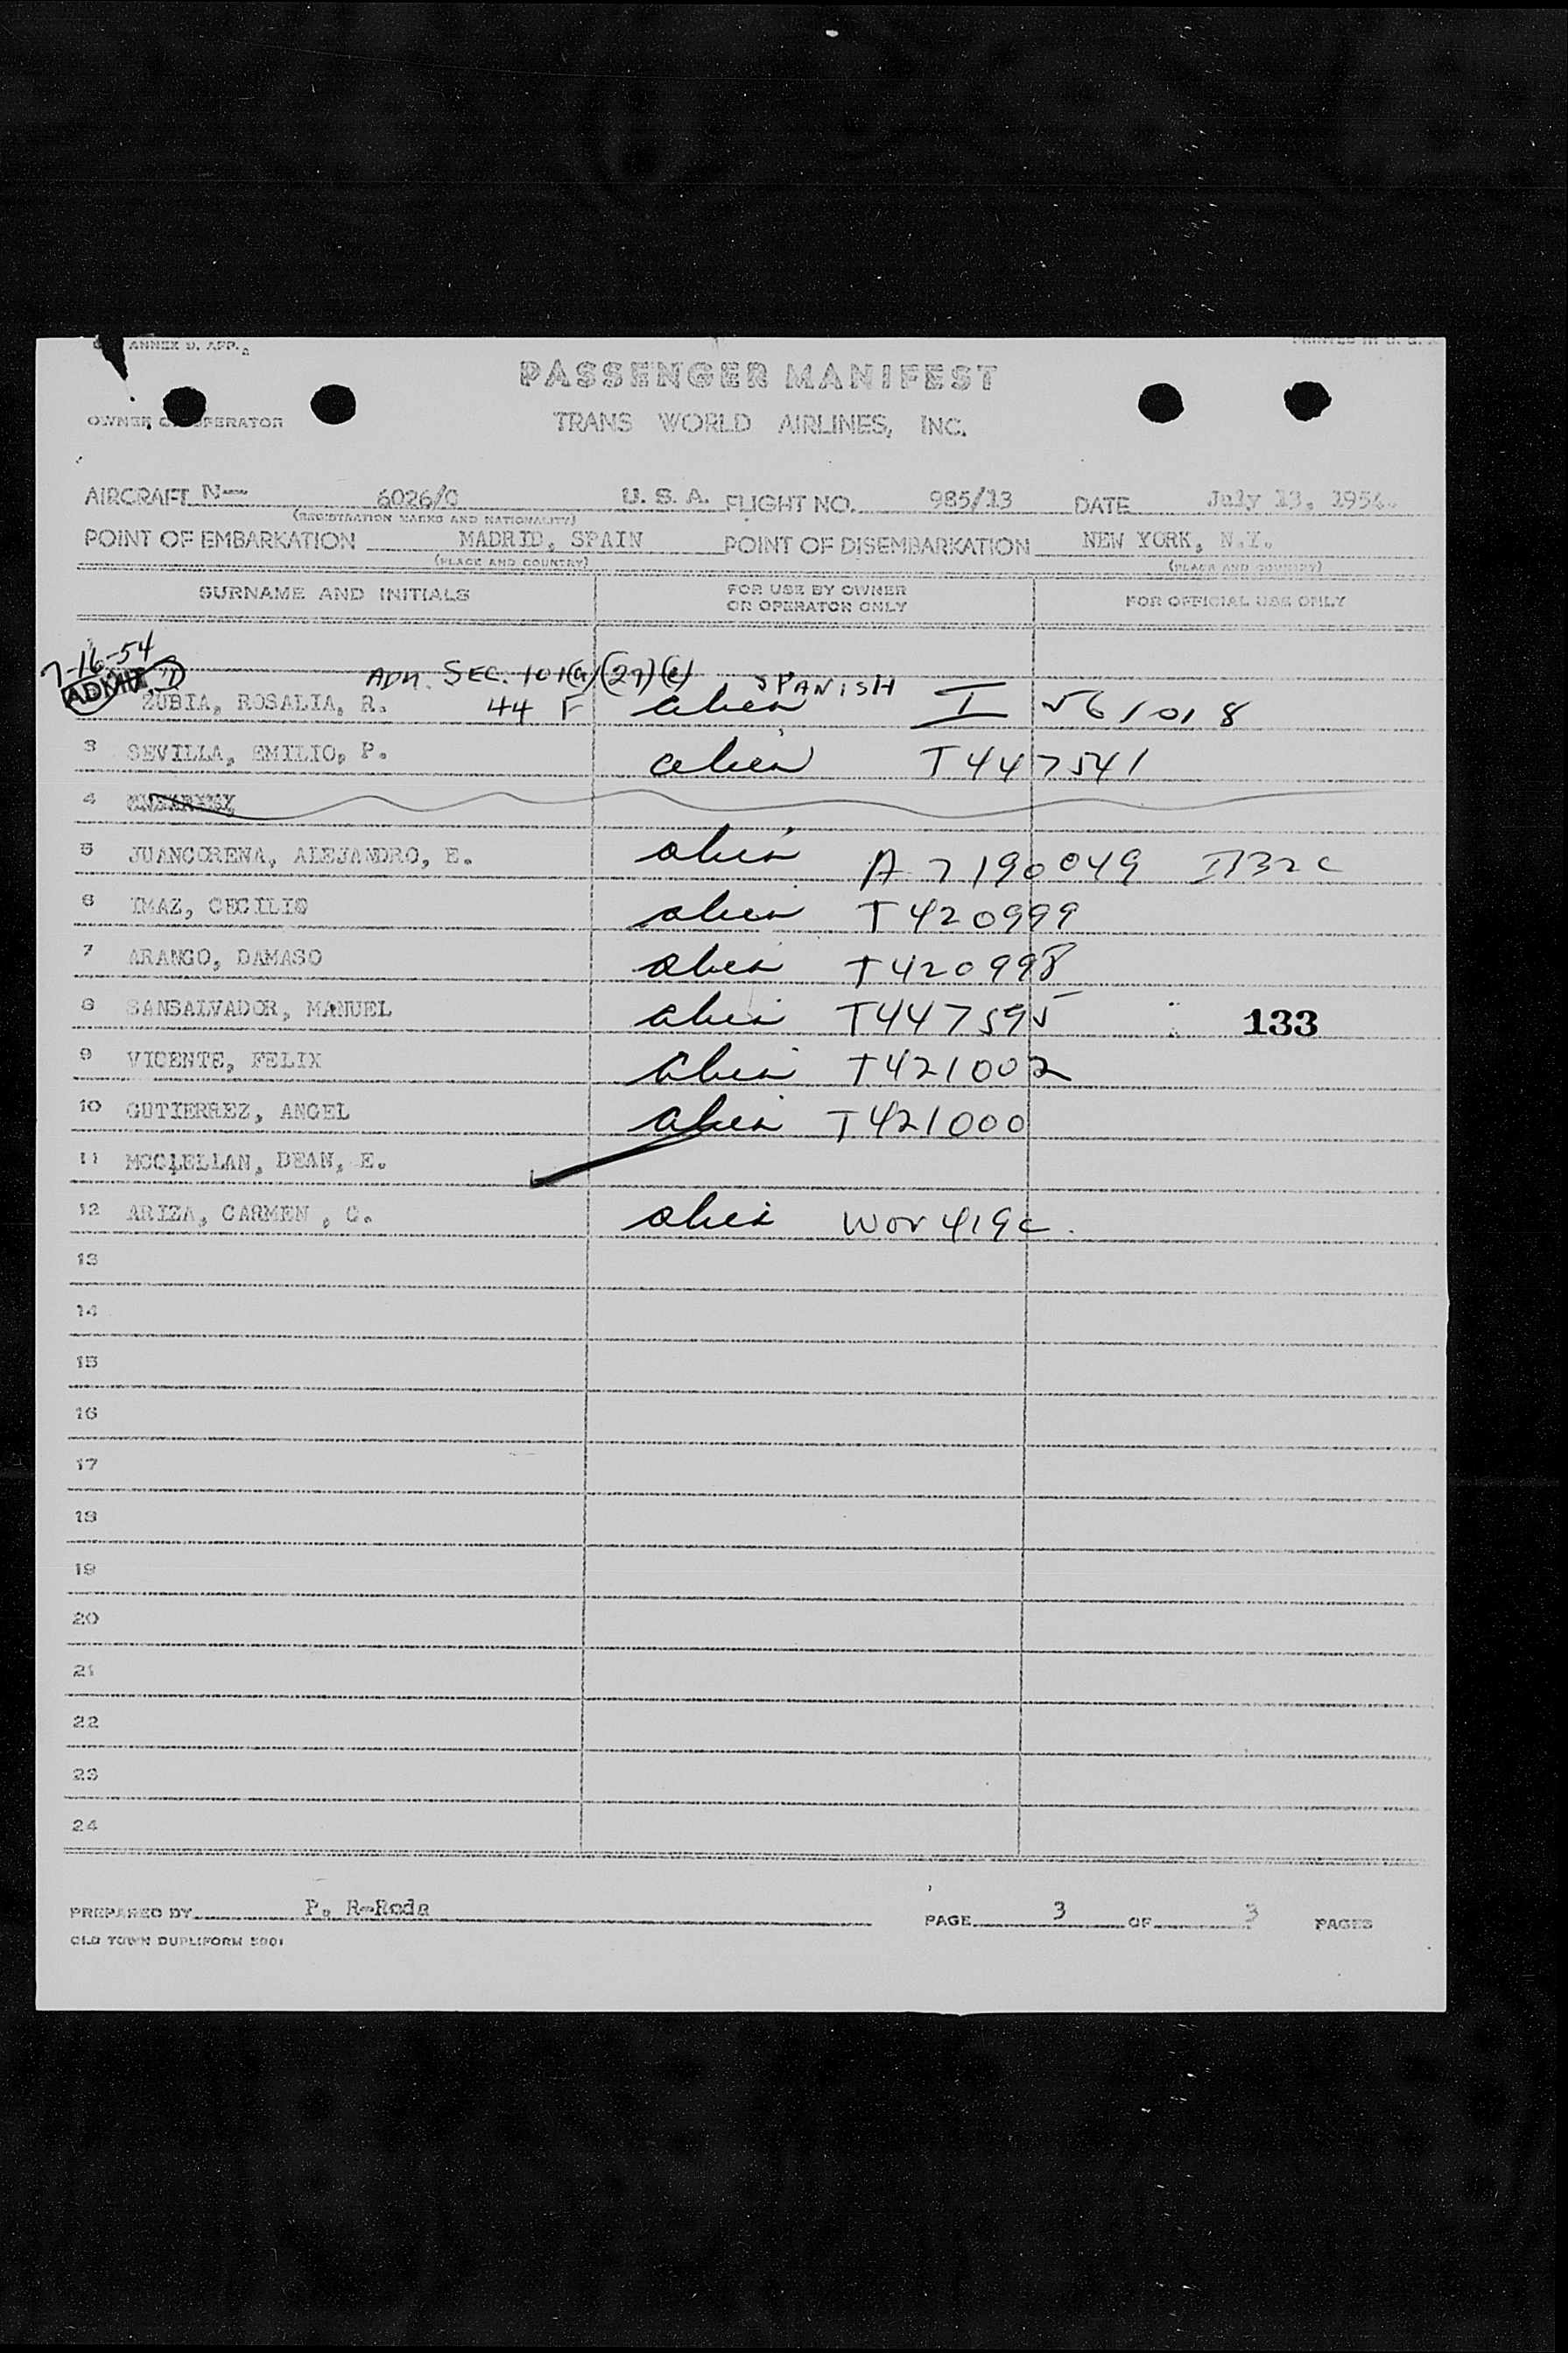 ANNEX 9, APP.
PASSENGER MANIFEST
OWNER OPERATOR
TRANS WORLD AIRLINES, INC.
AIRCRAFT N— 6026/C U. S. A. FLIGHT NO. 985/13 DATE July 13, 1954.
(REGISTRATION MARKS AND NATIONALITY)
POINT OF EMBARKATION MADRID, SPAIN POINT OF DISEMBARKATION NEW YORK, N.Y.
(PLACE AND COUNTRY) (PLACE AND COUNTRY)
SURNAME AND INITIALS FOR USE BY OWNER OR OPERATOR ONLY FOR OFFICIAL USE ONLY
7-16-54
ADMIT'D ADM. SEC. 101(a)(27)(c) SPANISH
ZUBIA, ROSALIA, R. 44 F alien I 561018
3 SEVILLA, EMILIO, P. alien T447541
4
5 JUANCORENA, ALEJANDRO, E. alien A 7190049 1132c
6 IMAZ, CECILIO alien T420999
7 ARANGO, DAMASO alien T420998
8 SANSALVADOR, MANUEL alien T447595 133
9 VICENTE, FELIX alien T421002
10 GUTIERREZ, ANGEL alien T421000
11 MCCLELLAN, DEAN, E.
12 ARIZA, CARMEN , C. alien
13
14
15
16
17
18
19
20
21
22
23
24
PREPARED BY P. R-Roda PAGE 3 OF 3 PAGES
OLD TOWN DUPLIFORM 5001